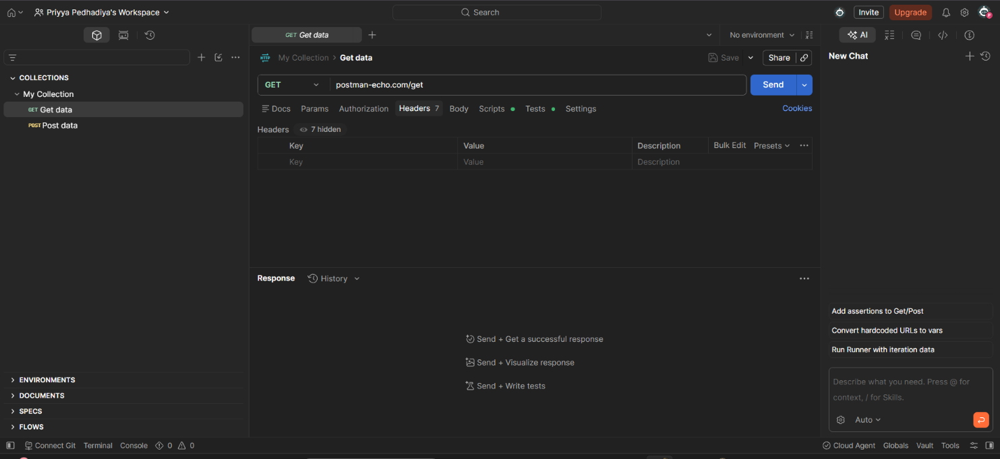 Priyya Pedhadiya's Workspace
Search
Invite
Upgrade
GET Get data
No environment
AI
My Collection > Get data
Save
Share
New Chat
COLLECTIONS
My Collection
GET Get data
POST Post data
GET
postman-echo.com/get
Send
Docs
Params
Authorization
Headers 7
Body
Scripts
Tests
Settings
Cookies
Headers
7 hidden
Key
Value
Description
Bulk Edit
Presets
Key
Value
Description
Response
History
Send + Get a successful response
Send + Visualize response
Send + Write tests
Add assertions to Get/Post
Convert hardcoded URLs to vars
Run Runner with iteration data
Describe what you need. Press @ for
context, / for Skills.
Auto
ENVIRONMENTS
DOCUMENTS
SPECS
FLOWS
Connect Git
Terminal
Console
0
0
Cloud Agent
Globals
Vault
Tools